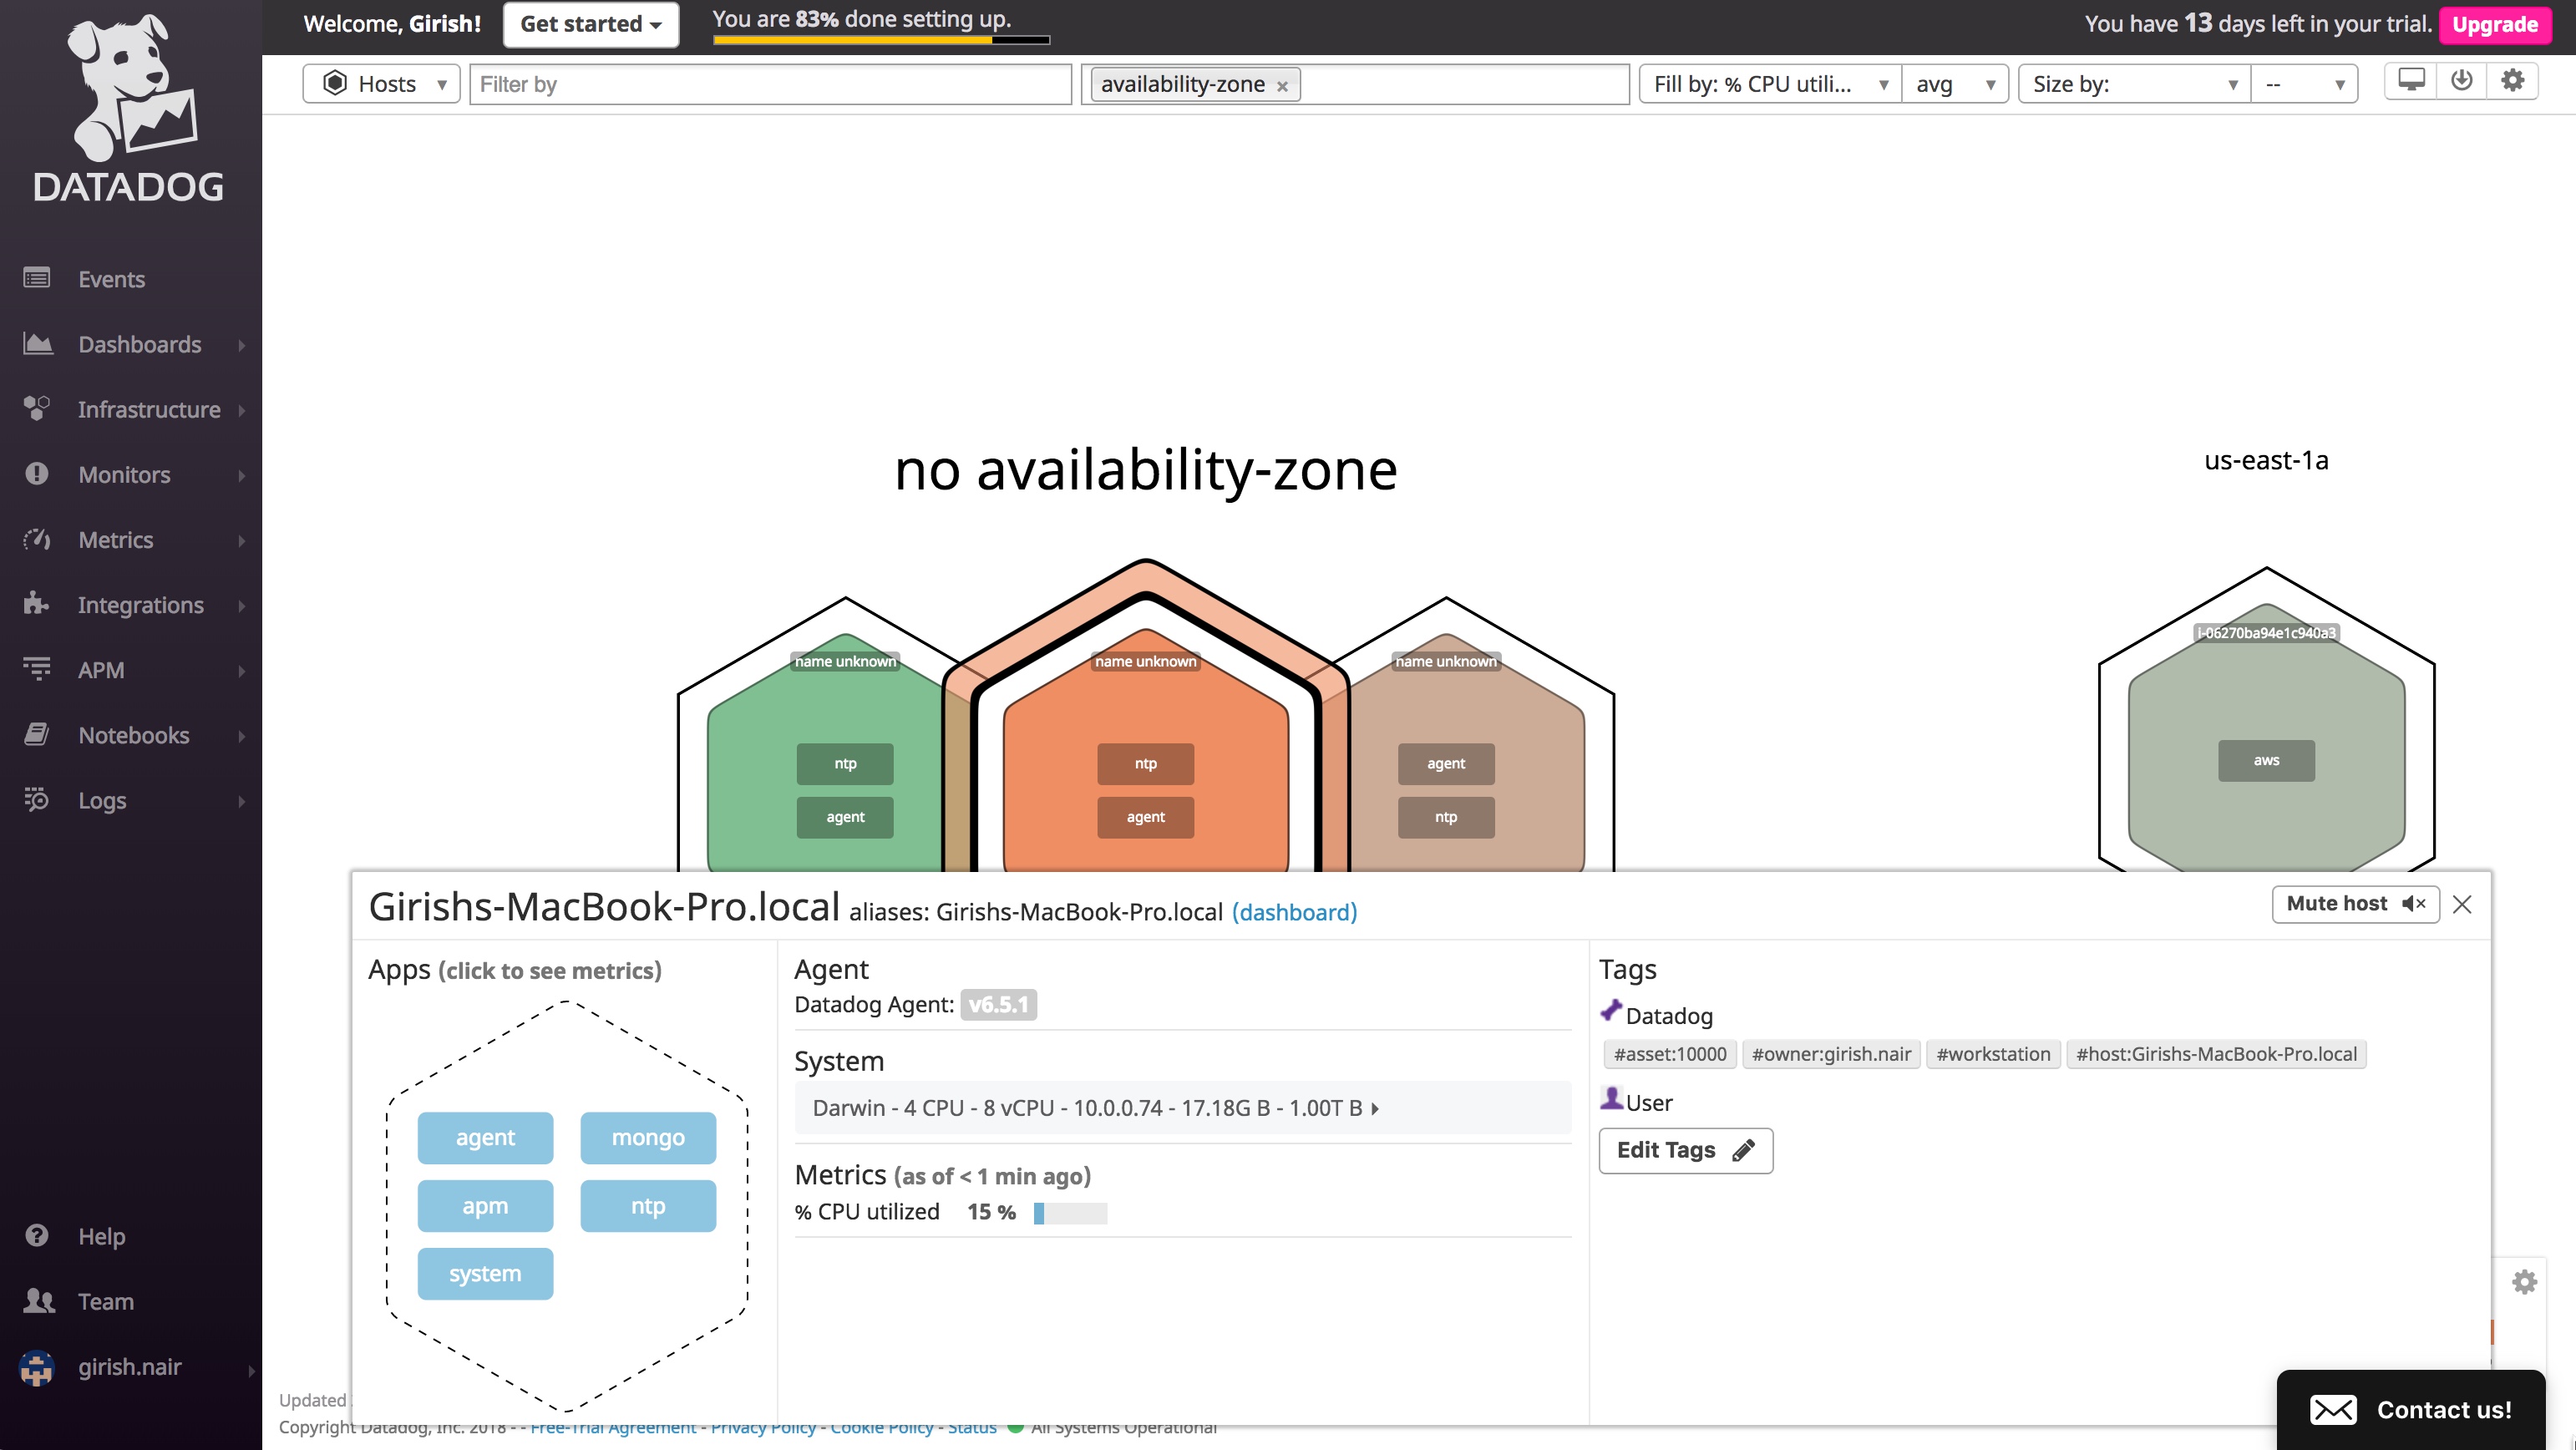 DATADOG
Events
Dashboards
Infrastructure
Monitors
Metrics
Integrations
APM
Notebooks
Logs
Help
Team
girish.nair
Welcome, Girish!
Get started
You are 83% done setting up.
You have 13 days left in your trial.
Upgrade
Hosts
Filter by
availability-zone ×
Fill by: % CPU utili...
avg
Size by:
--
no availability-zone
us-east-1a
name unknown
ntp
agent
name unknown
ntp
agent
name unknown
agent
ntp
i-06270ba94e1c940a3
aws
Girishs-MacBook-Pro.local aliases: Girishs-MacBook-Pro.local (dashboard)
Mute host
Apps (click to see metrics)
agent
mongo
apm
ntp
system
Agent
Datadog Agent: v6.5.1
System
Darwin - 4 CPU - 8 vCPU - 10.0.0.74 - 17.18G B - 1.00T B
Metrics (as of < 1 min ago)
% CPU utilized 15 %
Tags
Datadog
#asset:10000 #owner:girish.nair #workstation #host:Girishs-MacBook-Pro.local
User
Edit Tags
Updated
Copyright Datadog, Inc. 2018 - - Free-Trial Agreement - Privacy Policy - Cookie Policy - Status All Systems Operational
Contact us!